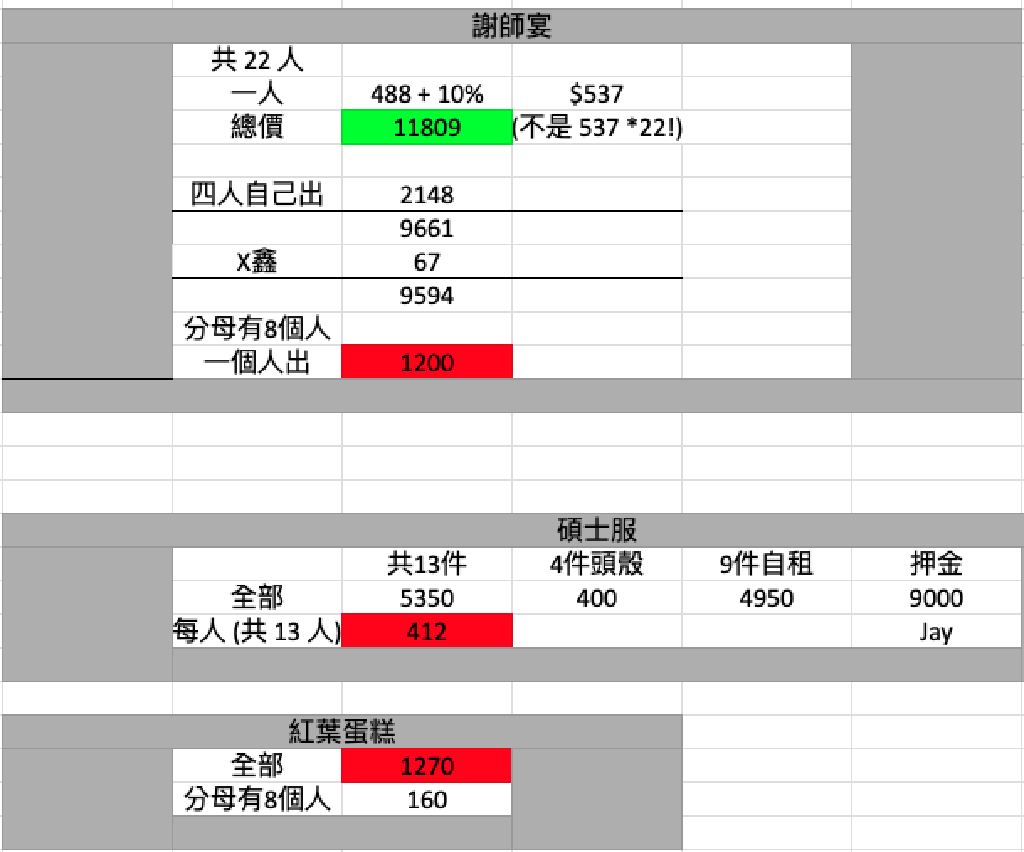 謝師宴
共 22 人
一人 488 + 10% $537
總價 11809 (不是 537 *22!)
四人自己出 2148
9661
X鑫 67
9594
分母有8個人
一個人出 1200
碩士服
共13件 4件頭殼 9件自租 押金
全部 5350 400 4950 9000
每人 (共 13 人) 412 Jay
紅葉蛋糕
全部 1270
分母有8個人 160